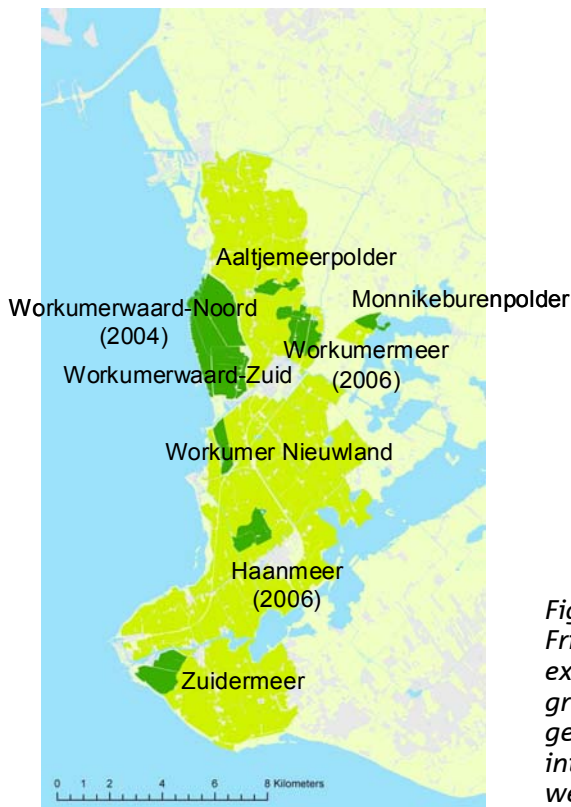 Aaltjemeerpolder
Workumerwaard-Noord
(2004)
Monnikeburenpolder
Workumermeer
(2006)
Workumerwaard-Zuid
Workumer Nieuwland
Haanmeer
(2006)
Zuidermeer
0 1 2 4 6 8 Kilometers
Fig
Fri
ex
gr
ge
int
we